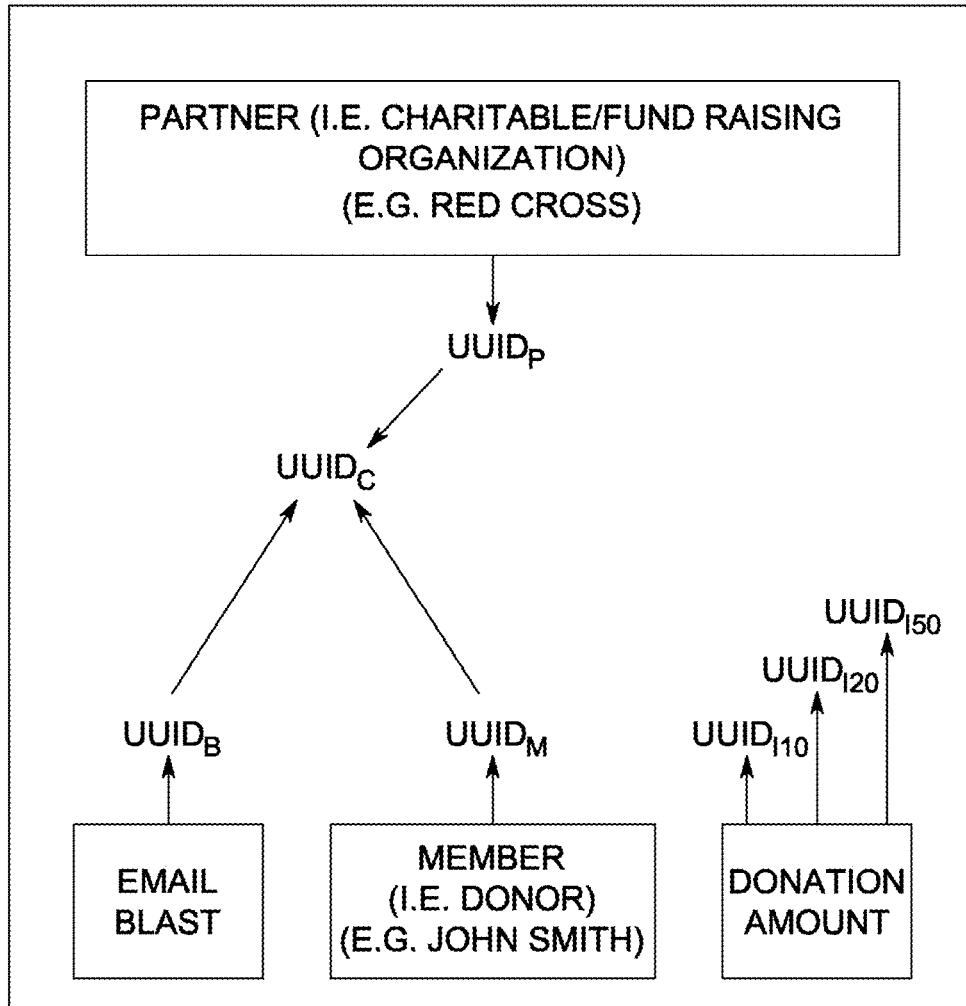 PARTNER (I.E. CHARITABLE/FUND RAISING
ORGANIZATION)
(E.G. RED CROSS)
UUIDP
UUIDC
UUIDI50
UUIDI20
UUIDB
UUIDM
UUIDI10
EMAIL
BLAST
MEMBER
(I.E. DONOR)
(E.G. JOHN SMITH)
DONATION
AMOUNT